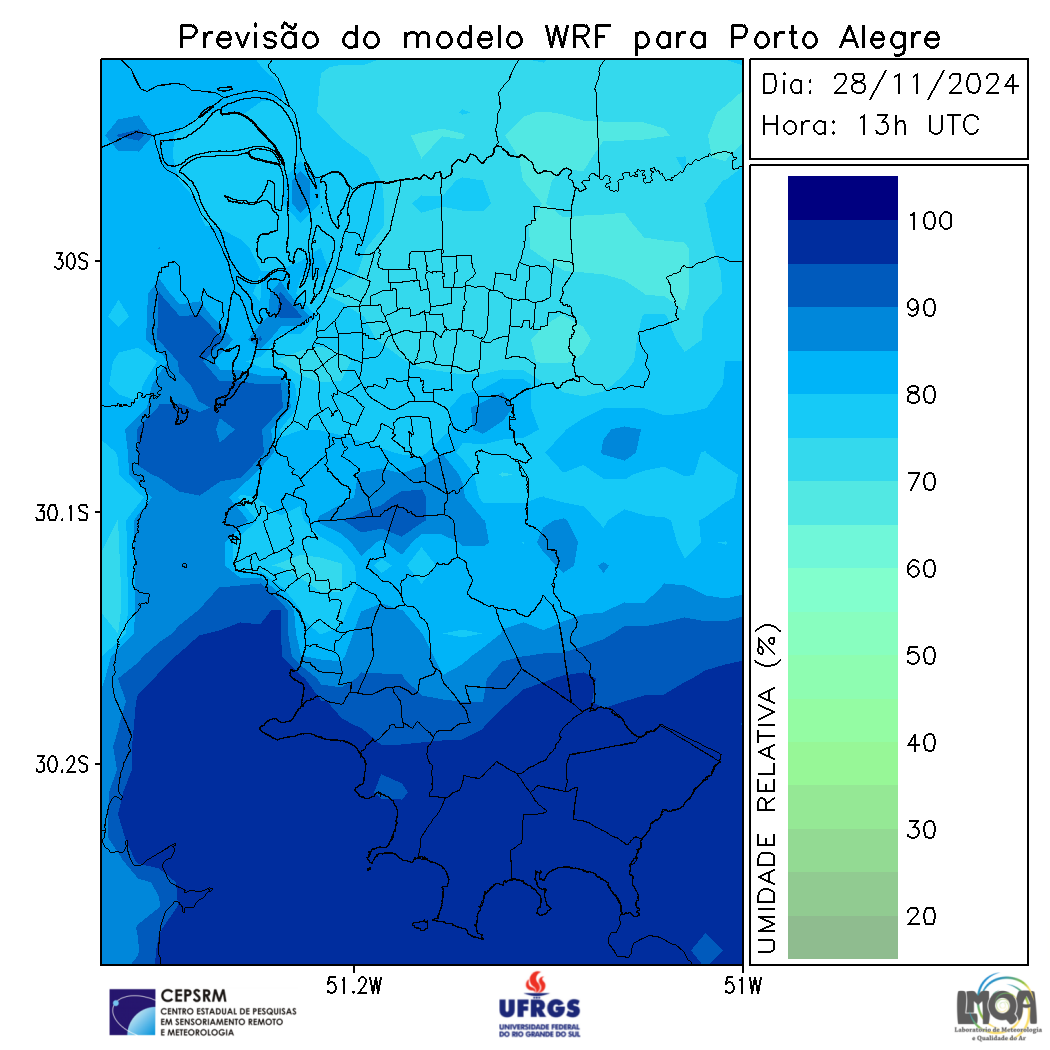 Previsão do modelo WRF para Porto Alegre
Dia: 28/11/2024
Hora: 13h UTC
30S
30.1S
30.2S
51.2W
51W
UMIDADE RELATIVA (%)
100
90
80
70
60
50
40
30
20
CEPSRM
CENTRO ESTADUAL DE PESQUISAS
EM SENSORIAMENTO REMOTO
E METEOROLOGIA
UFRGS
UNIVERSIDADE FEDERAL
DO RIO GRANDE DO SUL
LMQA
Laboratório de Meteorologia
e Qualidade do Ar